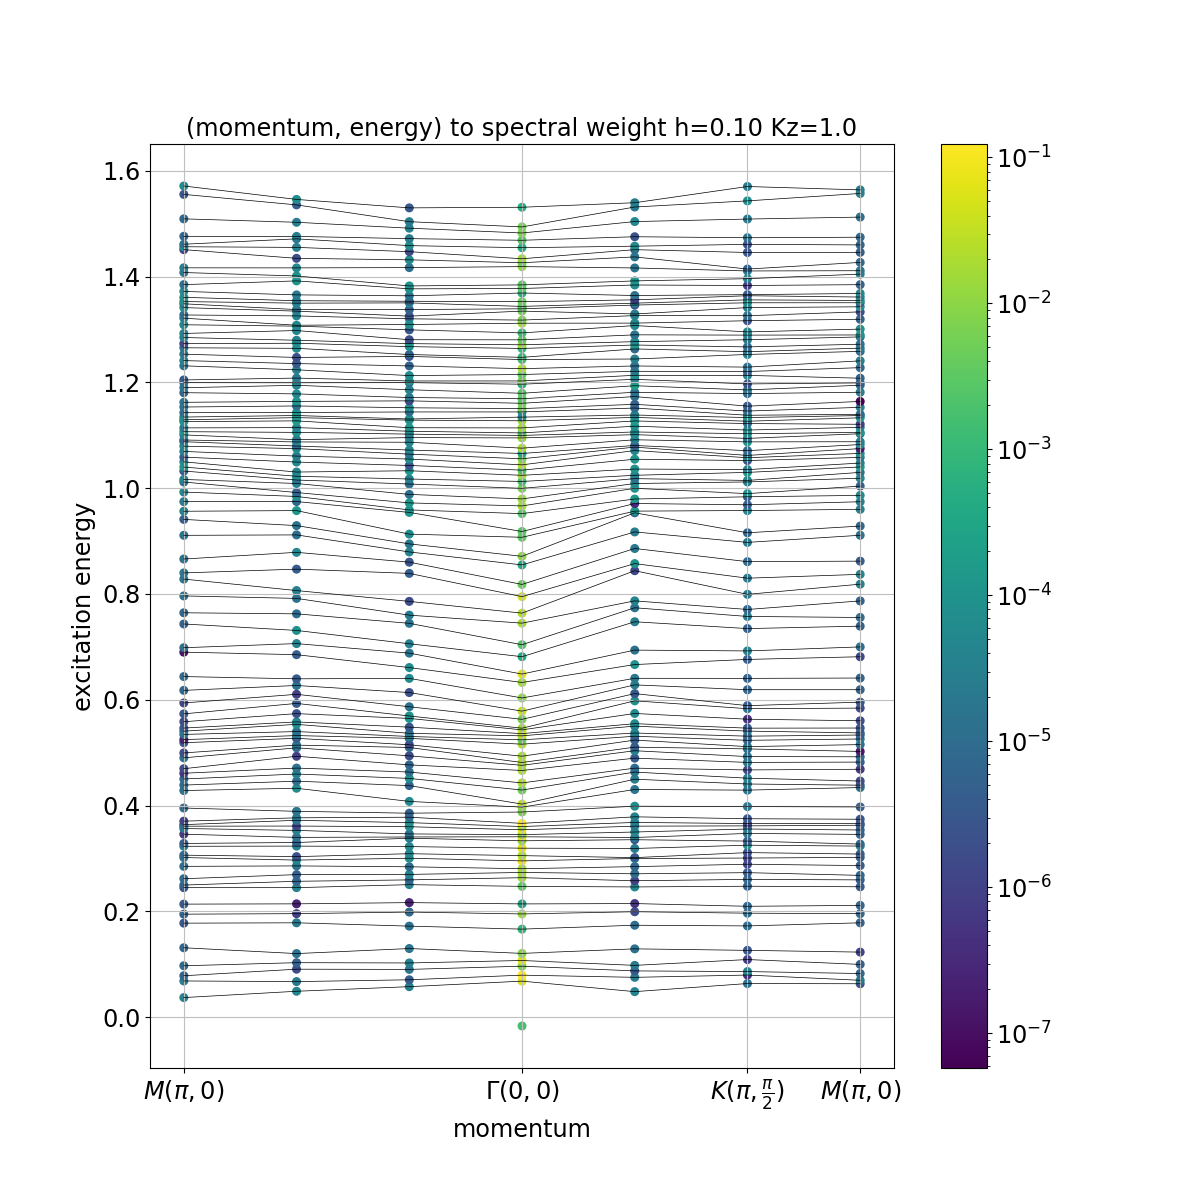 (momentum, energy) to spectral weight h=0.10 Kz=1.0
excitation energy
1.6
1.4
1.2
1.0
0.8
0.6
0.4
0.2
0.0
M(π, 0)
Γ(0, 0)
K(π, π/2)
M(π, 0)
momentum
10⁻¹
10⁻²
10⁻³
10⁻⁴
10⁻⁵
10⁻⁶
10⁻⁷